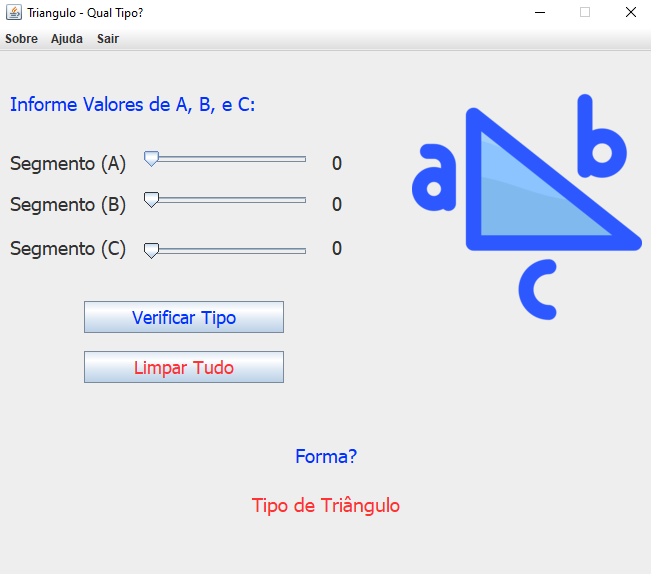 Triangulo - Qual Tipo?
Sobre Ajuda Sair
Informe Valores de A, B, e C:
Segmento (A) 0
Segmento (B) 0
Segmento (C) 0
a
b
c
Verificar Tipo
Limpar Tudo
Forma?
Tipo de Triângulo